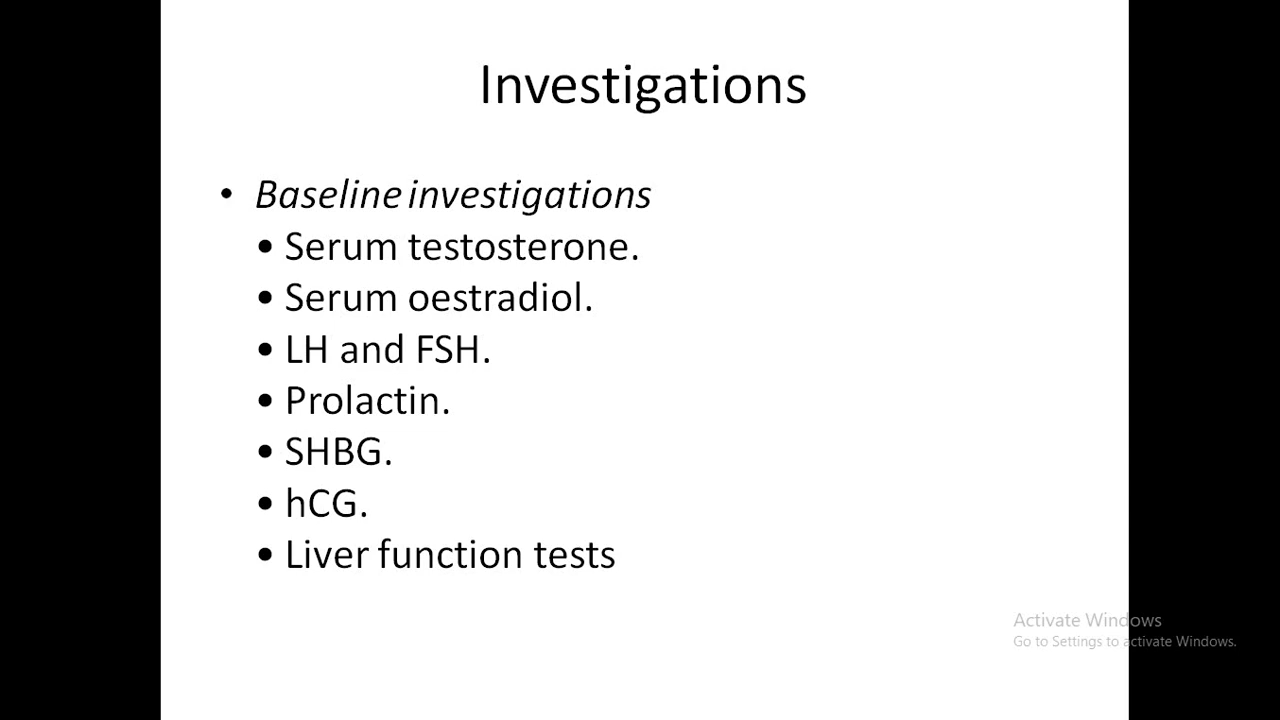 Investigations
• Baseline investigations
• Serum testosterone.
• Serum oestradiol.
• LH and FSH.
• Prolactin.
• SHBG.
• hCG.
• Liver function tests
Activate Windows
Go to Settings to activate Windows.